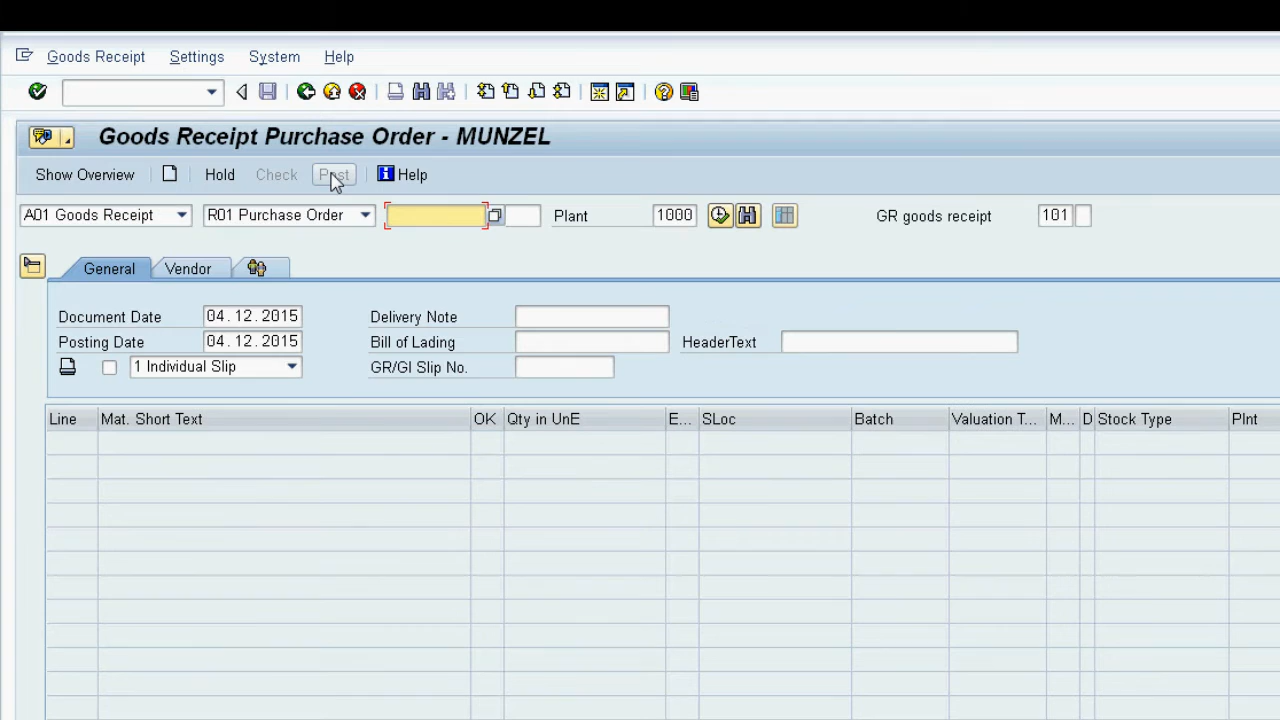 Goods Receipt Settings System Help
Goods Receipt Purchase Order - MUNZEL
Show Overview Hold Check Post Help
A01 Goods Receipt R01 Purchase Order Plant 1000 GR goods receipt 101
General Vendor
Document Date 04.12.2015 Delivery Note
Posting Date 04.12.2015 Bill of Lading HeaderText
1 Individual Slip GR/GI Slip No.
Line Mat. Short Text OK Qty in UnE E... SLoc Batch Valuation T... M... D Stock Type Plnt